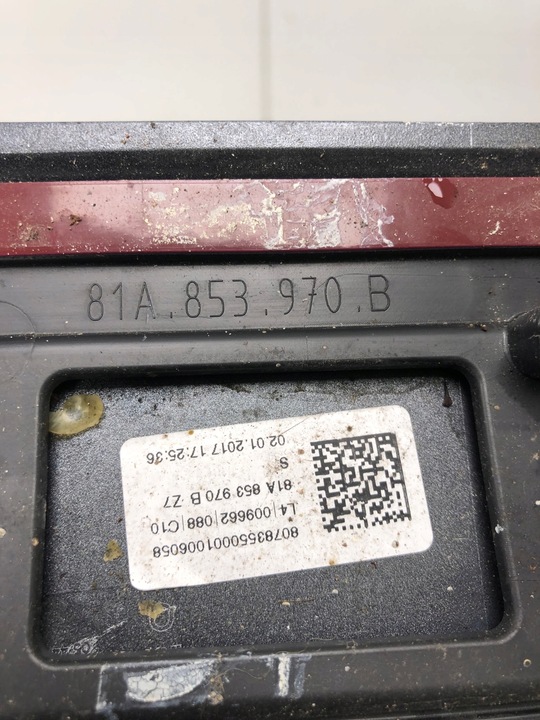 81A.853.970.B
80783550001006058
L4|009662|088|C10
81A 853 970 B Z7
S
02.01.2017 17:25:36